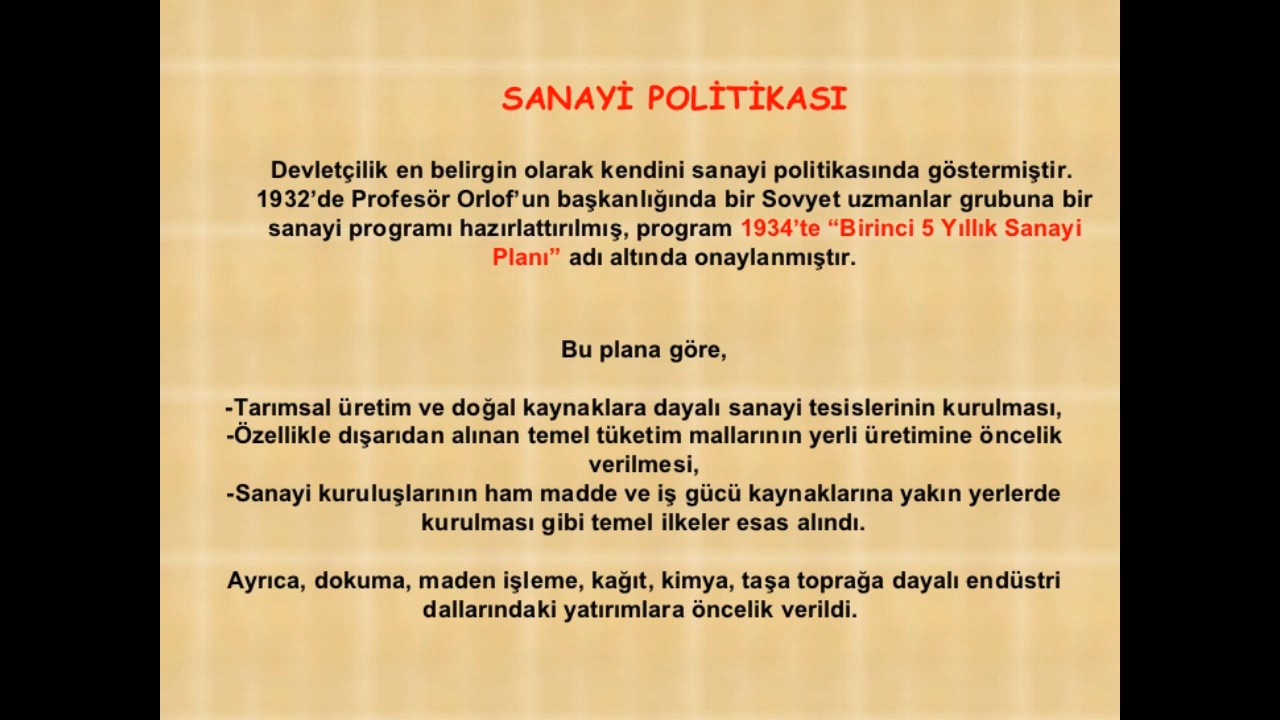 SANAYİ POLİTİKASI
Devletçilik en belirgin olarak kendini sanayi politikasında göstermiştir.
1932’de Profesör Orlof’un başkanlığında bir Sovyet uzmanlar grubuna bir
sanayi programı hazırlattırılmış, program 1934’te “Birinci 5 Yıllık Sanayi
Planı” adı altında onaylanmıştır.
Bu plana göre,
-Tarımsal üretim ve doğal kaynaklara dayalı sanayi tesislerinin kurulması,
-Özellikle dışarıdan alınan temel tüketim mallarının yerli üretimine öncelik
verilmesi,
-Sanayi kuruluşlarının ham madde ve iş gücü kaynaklarına yakın yerlerde
kurulması gibi temel ilkeler esas alındı.
Ayrıca, dokuma, maden işleme, kağıt, kimya, taşa toprağa dayalı endüstri
dallarındaki yatırımlara öncelik verildi.